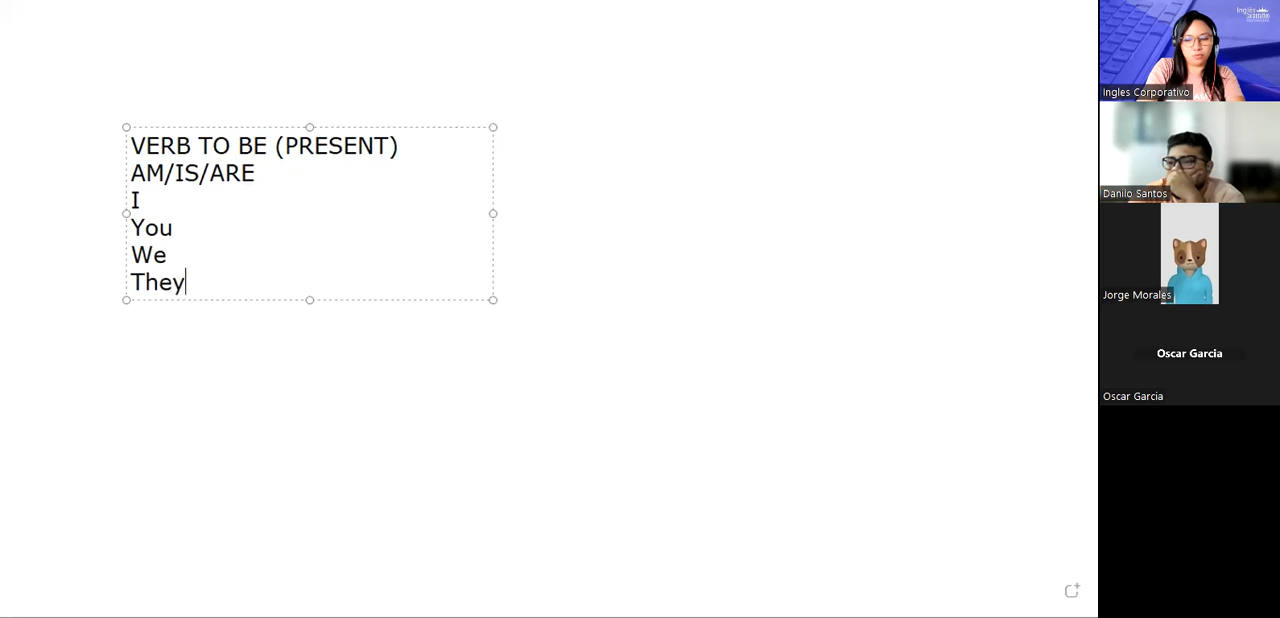 VERB TO BE (PRESENT)
AM/IS/ARE
I
You
We
They
Ingles Corporativo
Danilo Santos
Jorge Morales
Oscar Garcia
Oscar Garcia